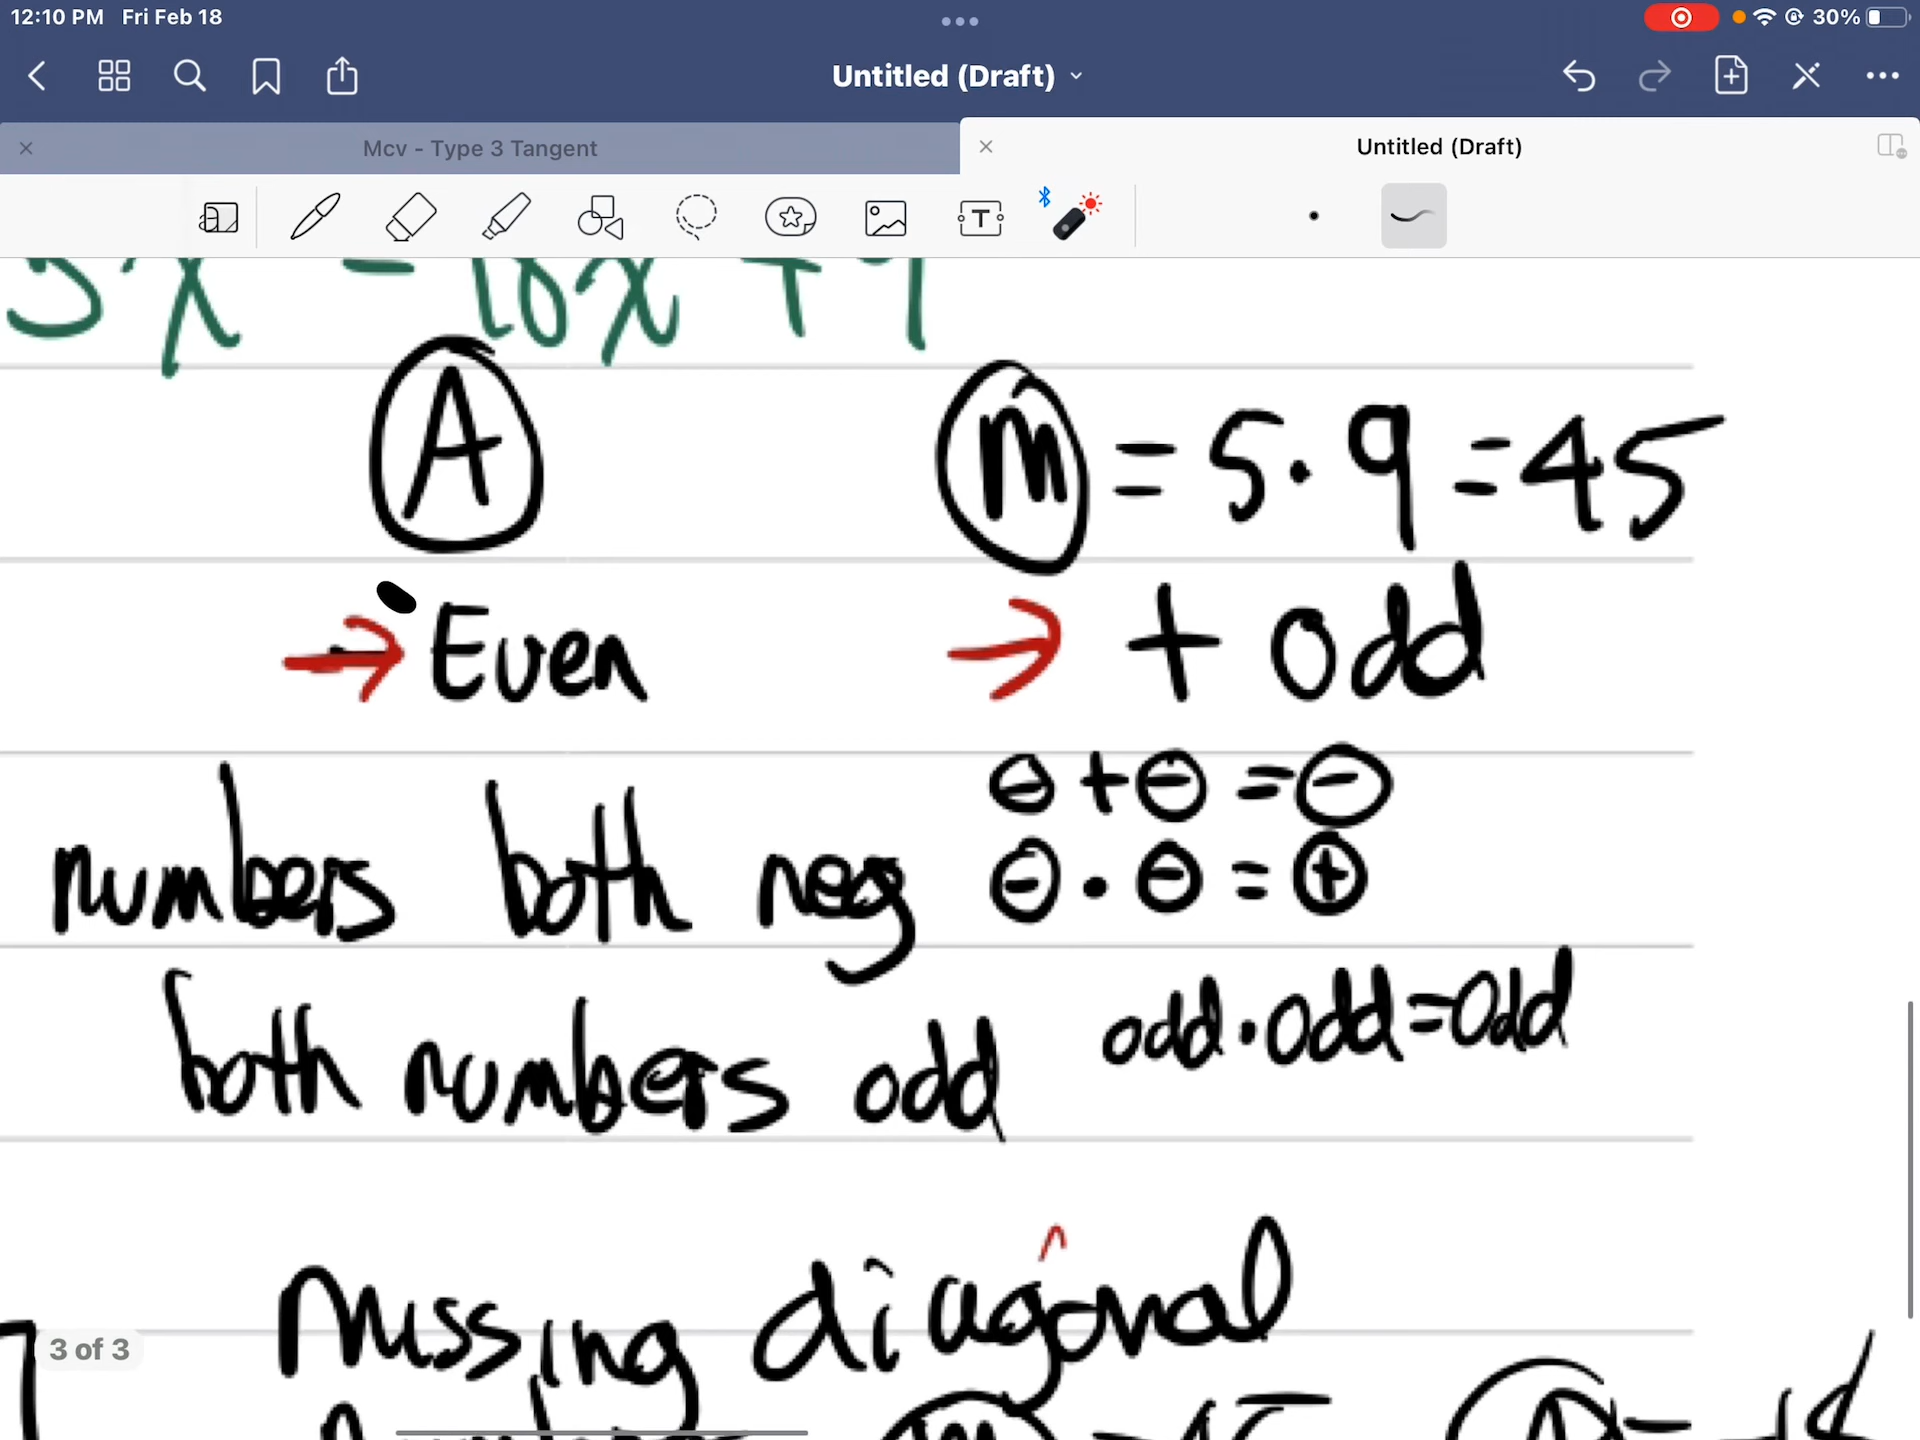 12:10 PM Fri Feb 18
30%
Untitled (Draft)
Mcv - Type 3 Tangent
Untitled (Draft)
T
A
m = 5 · 9 = 45
→ Even
→ + odd
⊖ + ⊖ = ⊖
numbers both neg
⊖ · ⊖ = ⊕
both numbers odd
odd · odd = Odd
missing diagonal
3 of 3